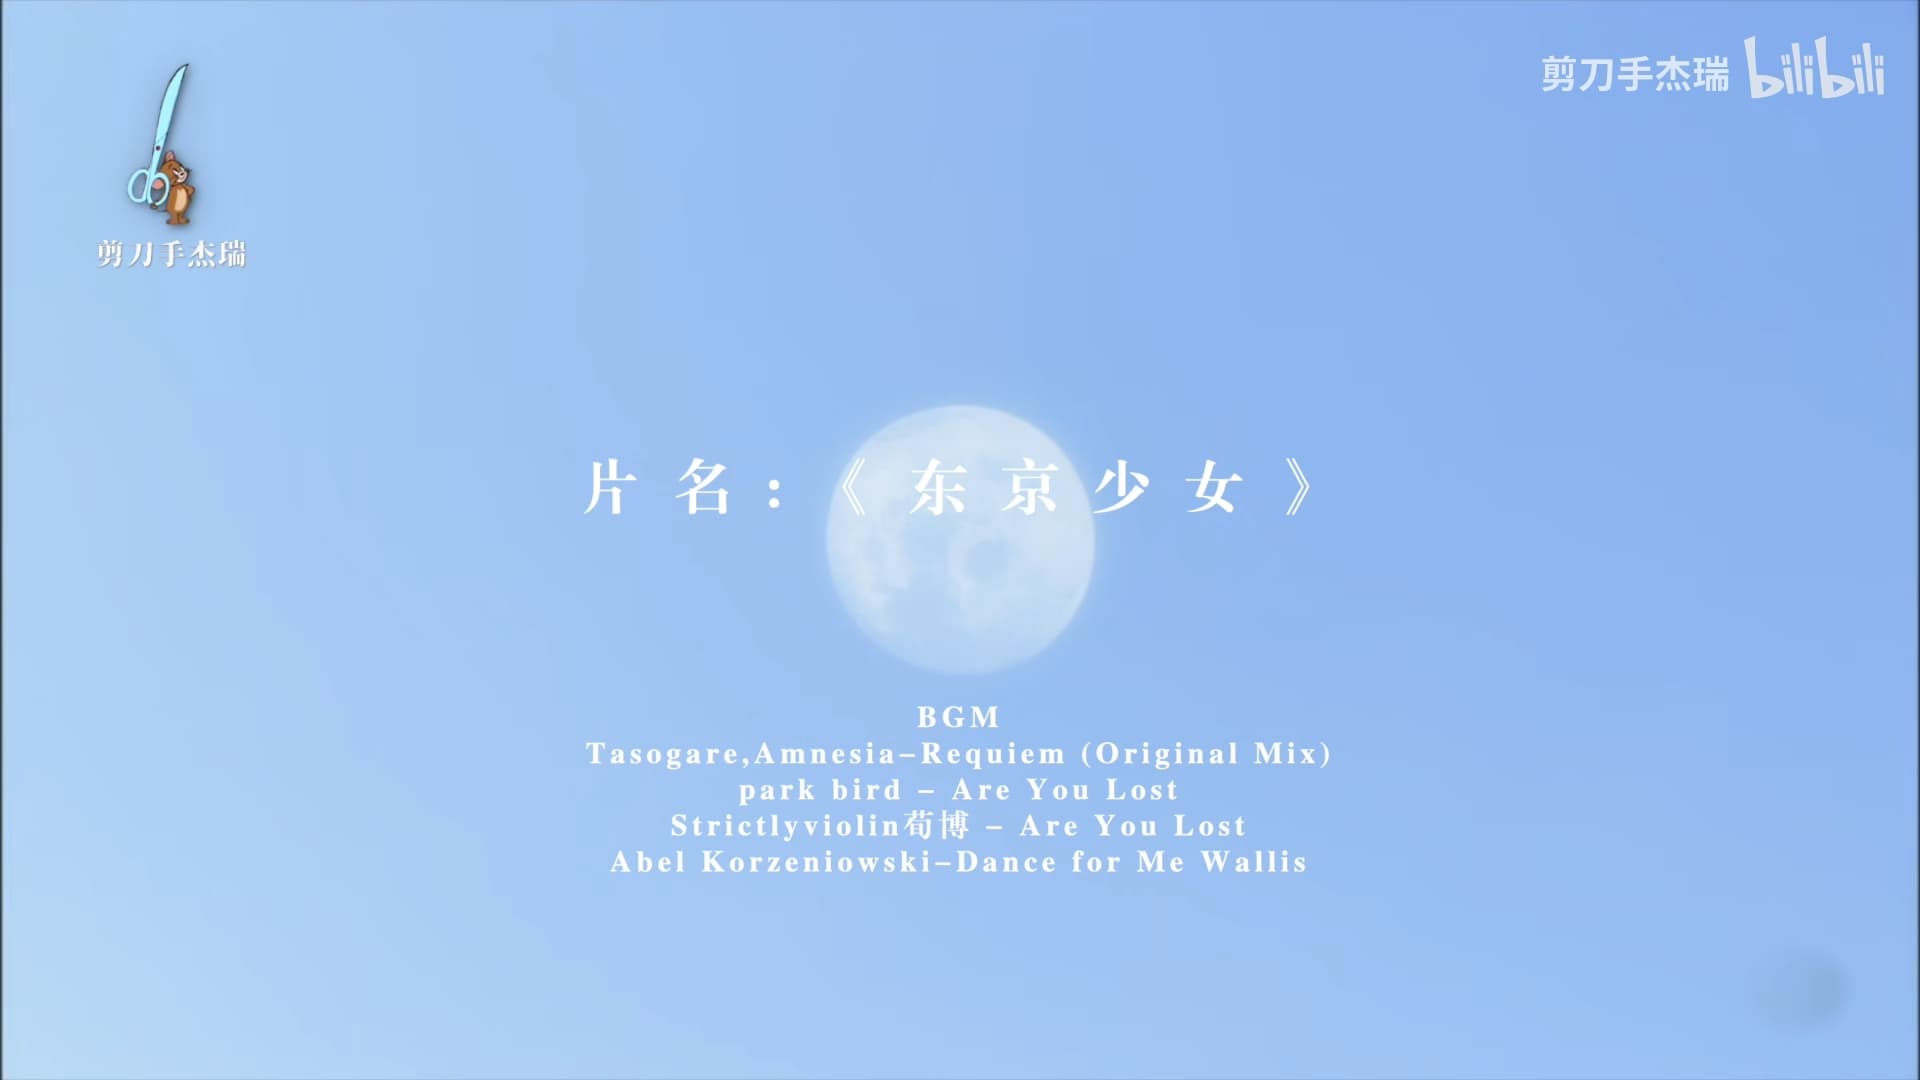 剪刀手杰瑞 bilibili
剪刀手杰瑞
片名:《东京少女》
BGM
Tasogare,Amnesia-Requiem (Original Mix)
park bird - Are You Lost
Strictlyviolin荀博 - Are You Lost
Abel Korzeniowski-Dance for Me Wallis